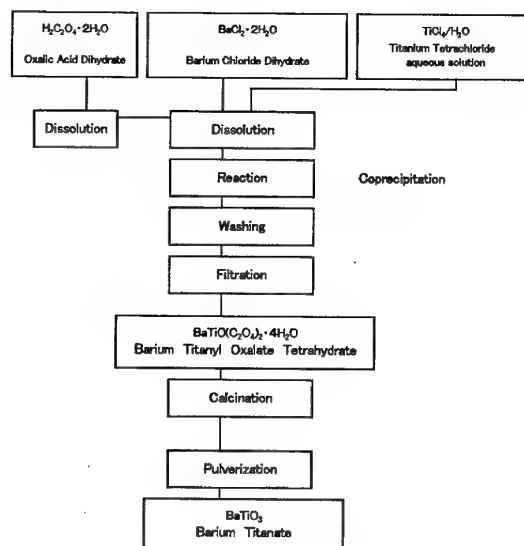 H₂C₂O₄・2H₂O
Oxalic Acid Dihydrate
BaCl₂・2H₂O
Barium Chloride Dihydrate
TiCl₄/H₂O
Titanium Tetrachloride
aqueous solution
Dissolution
Dissolution
Reaction
Coprecipitation
Washing
Filtration
BaTiO(C₂O₄)₂・4H₂O
Barium Titanyl Oxalate Tetrahydrate
Calcination
Pulverization
BaTiO₃
Barium Titanate